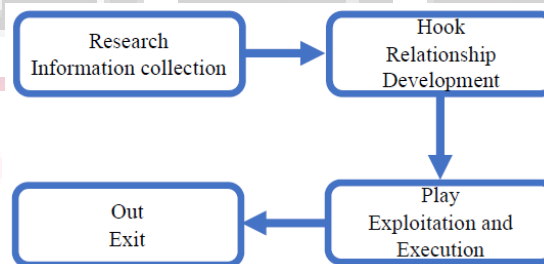 Research
Information collection
Hook
Relationship
Development
Play
Exploitation and
Execution
Out
Exit